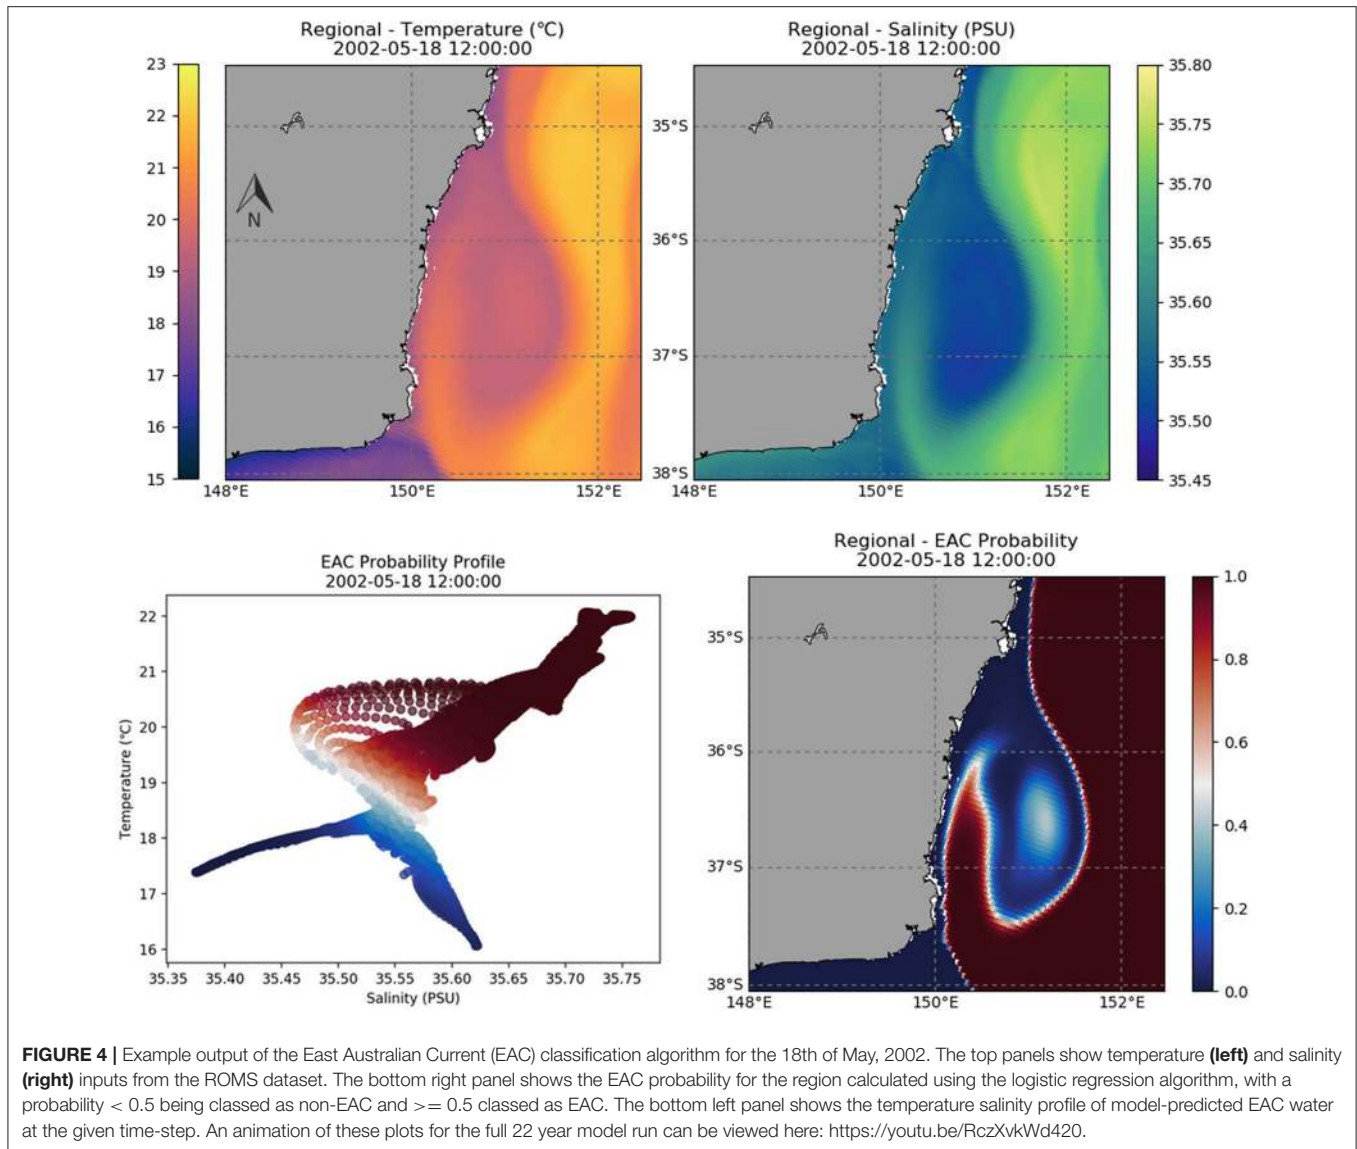 Regional - Temperature (°C)
2002-05-18 12:00:00
Regional - Salinity (PSU)
2002-05-18 12:00:00
23
22
21
20
19
18
17
16
15
N
35°S
36°S
37°S
38°S
148°E
150°E
152°E
148°E
150°E
152°E
35.80
35.75
35.70
35.65
35.60
35.55
35.50
35.45
EAC Probability Profile
2002-05-18 12:00:00
Temperature (°C)
22
21
20
19
18
17
16
35.35
35.40
35.45
35.50
35.55
35.60
35.65
35.70
35.75
Salinity (PSU)
Regional - EAC Probability
2002-05-18 12:00:00
35°S
36°S
37°S
38°S
148°E
150°E
152°E
1.0
0.8
0.6
0.4
0.2
0.0
FIGURE 4 | Example output of the East Australian Current (EAC) classification algorithm for the 18th of May, 2002. The top panels show temperature (left) and salinity
(right) inputs from the ROMS dataset. The bottom right panel shows the EAC probability for the region calculated using the logistic regression algorithm, with a
probability < 0.5 being classed as non-EAC and >= 0.5 classed as EAC. The bottom left panel shows the temperature salinity profile of model-predicted EAC water
at the given time-step. An animation of these plots for the full 22 year model run can be viewed here: https://youtu.be/RczXvkWd420.